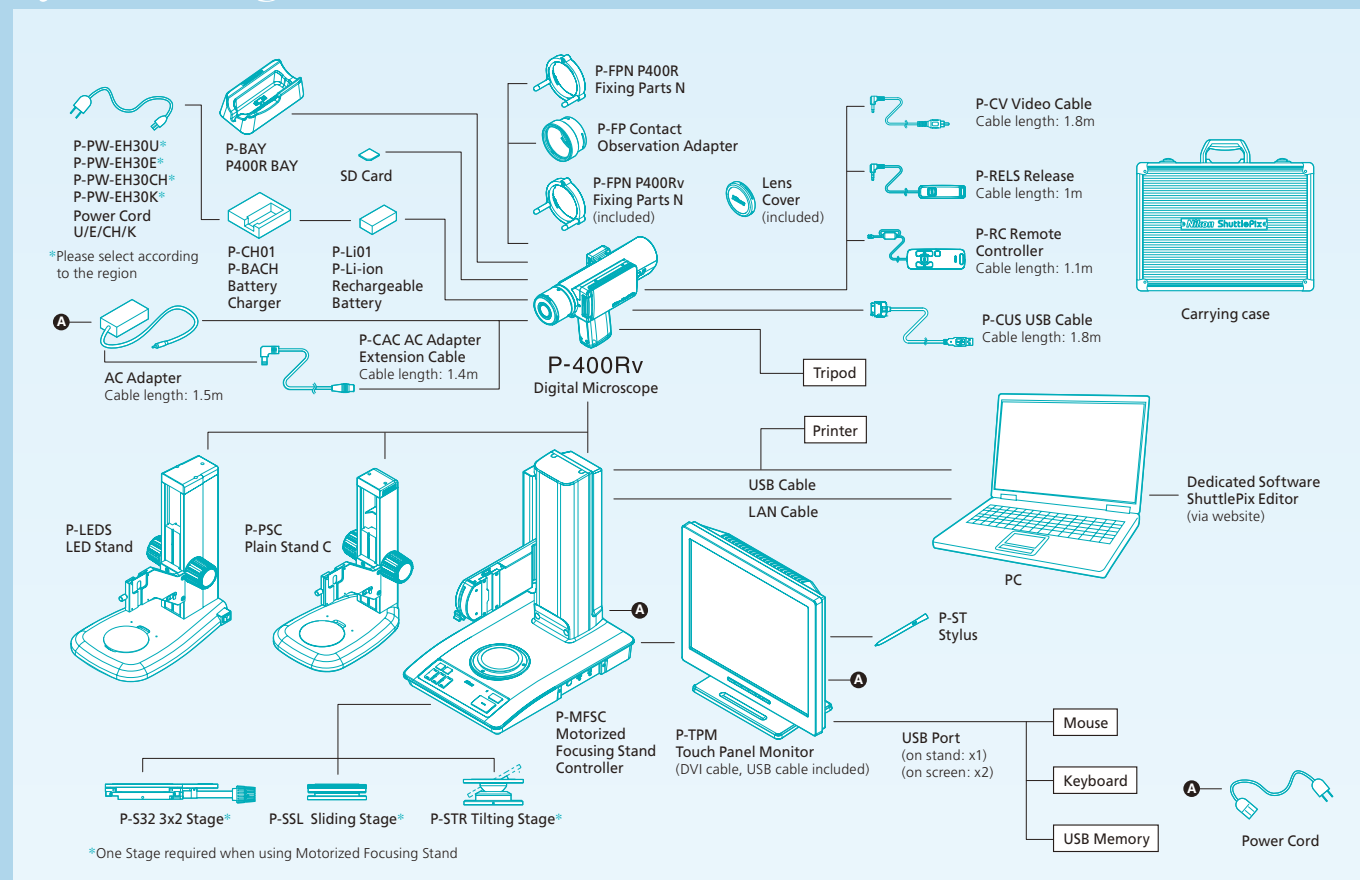 P-PW-EH30U*
P-PW-EH30E*
P-PW-EH30CH*
P-PW-EH30K*
Power Cord
U/E/CH/K
*Please select according
to the region
P-BAY
P400R BAY
SD Card
P-CH01
P-BACH
Battery
Charger
P-Li01
P-Li-ion
Rechargeable
Battery
P-FPN P400R
Fixing Parts N
P-FP Contact
Observation Adapter
P-FPN P400Rv
Fixing Parts N
(included)
Lens
Cover
(included)
P-CV Video Cable
Cable length: 1.8m
P-RELS Release
Cable length: 1m
P-RC Remote
Controller
Cable length: 1.1m
P-CUS USB Cable
Cable length: 1.8m
Nikon ShuttlePix
Carrying case
A
AC Adapter
Cable length: 1.5m
P-CAC AC Adapter
Extension Cable
Cable length: 1.4m
P-400Rv
Digital Microscope
Tripod
Printer
USB Cable
LAN Cable
PC
Dedicated Software
ShuttlePix Editor
(via website)
P-LEDS
LED Stand
P-PSC
Plain Stand C
A
P-MFSC
Motorized
Focusing Stand
Controller
P-ST
Stylus
A
P-TPM
Touch Panel Monitor
(DVI cable, USB cable included)
USB Port
(on stand: x1)
(on screen: x2)
Mouse
Keyboard
USB Memory
A
Power Cord
P-S32 3x2 Stage*
P-SSL Sliding Stage*
P-STR Tilting Stage*
*One Stage required when using Motorized Focusing Stand